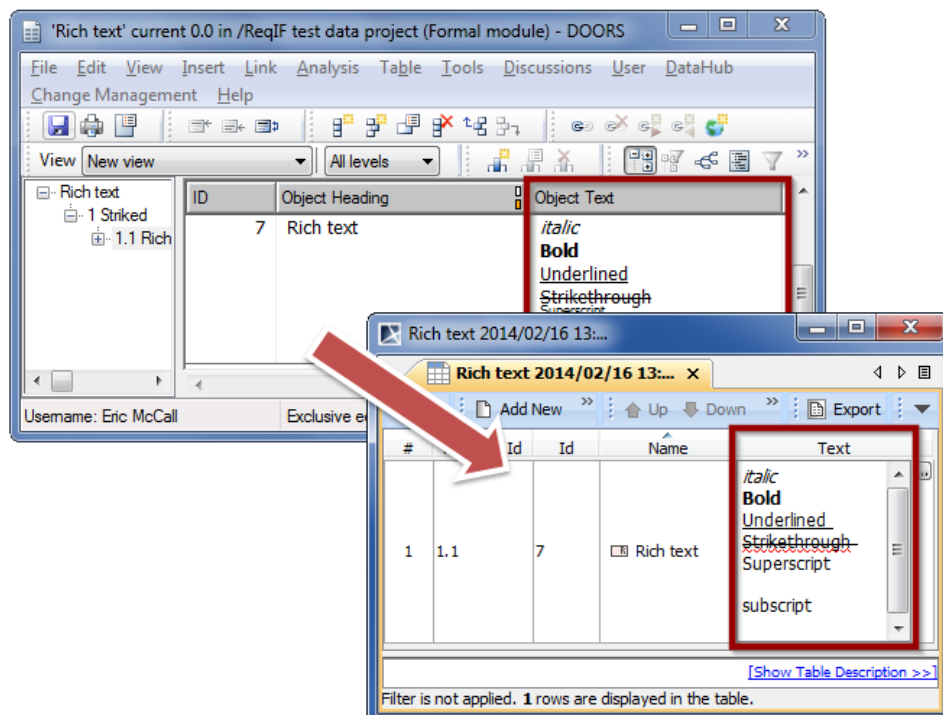 'Rich text' current 0.0 in /ReqIF test data project (Formal module) - DOORS
File Edit View Insert Link Analysis Table Tools Discussions User DataHub
Change Management Help
View New view All levels
Rich text
1 Striked
1.1 Rich
ID Object Heading Object Text
7 Rich text italic
Bold
Underlined
Strikethrough
Superscript
Username: Eric McCall Exclusive
Rich text 2014/02/16 13:...
Rich text 2014/02/16 13:... x
Add New >> Up Down >> Export
# Id Id Name Text
1 1.1 7 Rich text italic
Bold
Underlined
Strikethrough
Superscript
subscript
[Show Table Description >>]
Filter is not applied. 1 rows are displayed in the table.